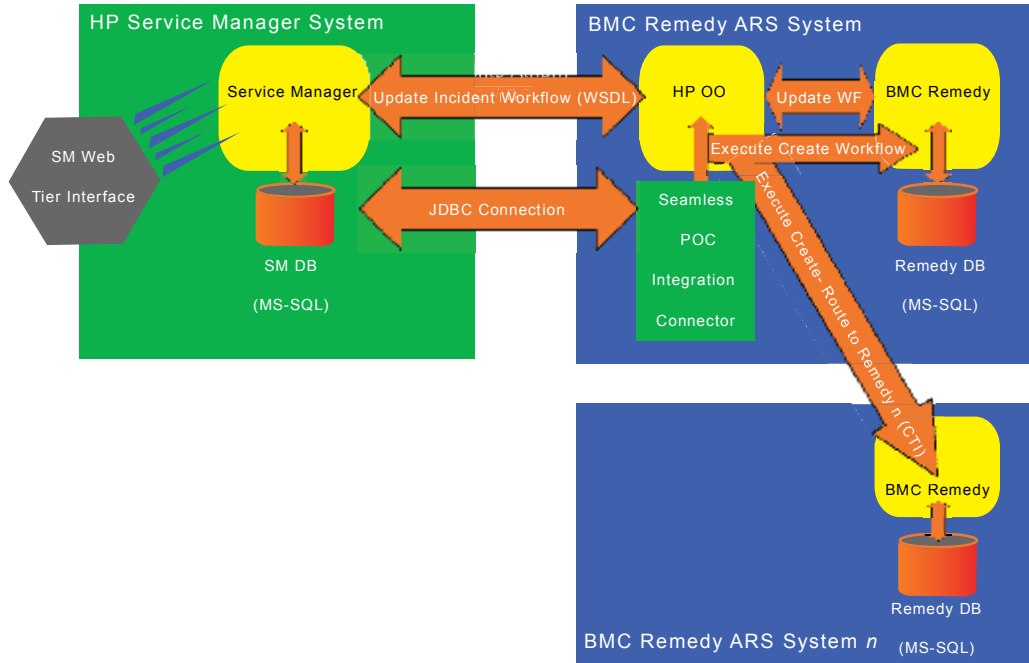 HP Service Manager System
BMC Remedy ARS System
Service Manager
Update Incident Workflow (WSDL)
HP OO
Update WF
BMC Remedy
SM Web
Tier Interface
Execute Create Workflow
JDBC Connection
Seamless
POC
Integration
Connector
Execute Create- Route to Remedy n (CTI)
SM DB
(MS-SQL)
Remedy DB
(MS-SQL)
BMC Remedy
Remedy DB
(MS-SQL)
BMC Remedy ARS System n